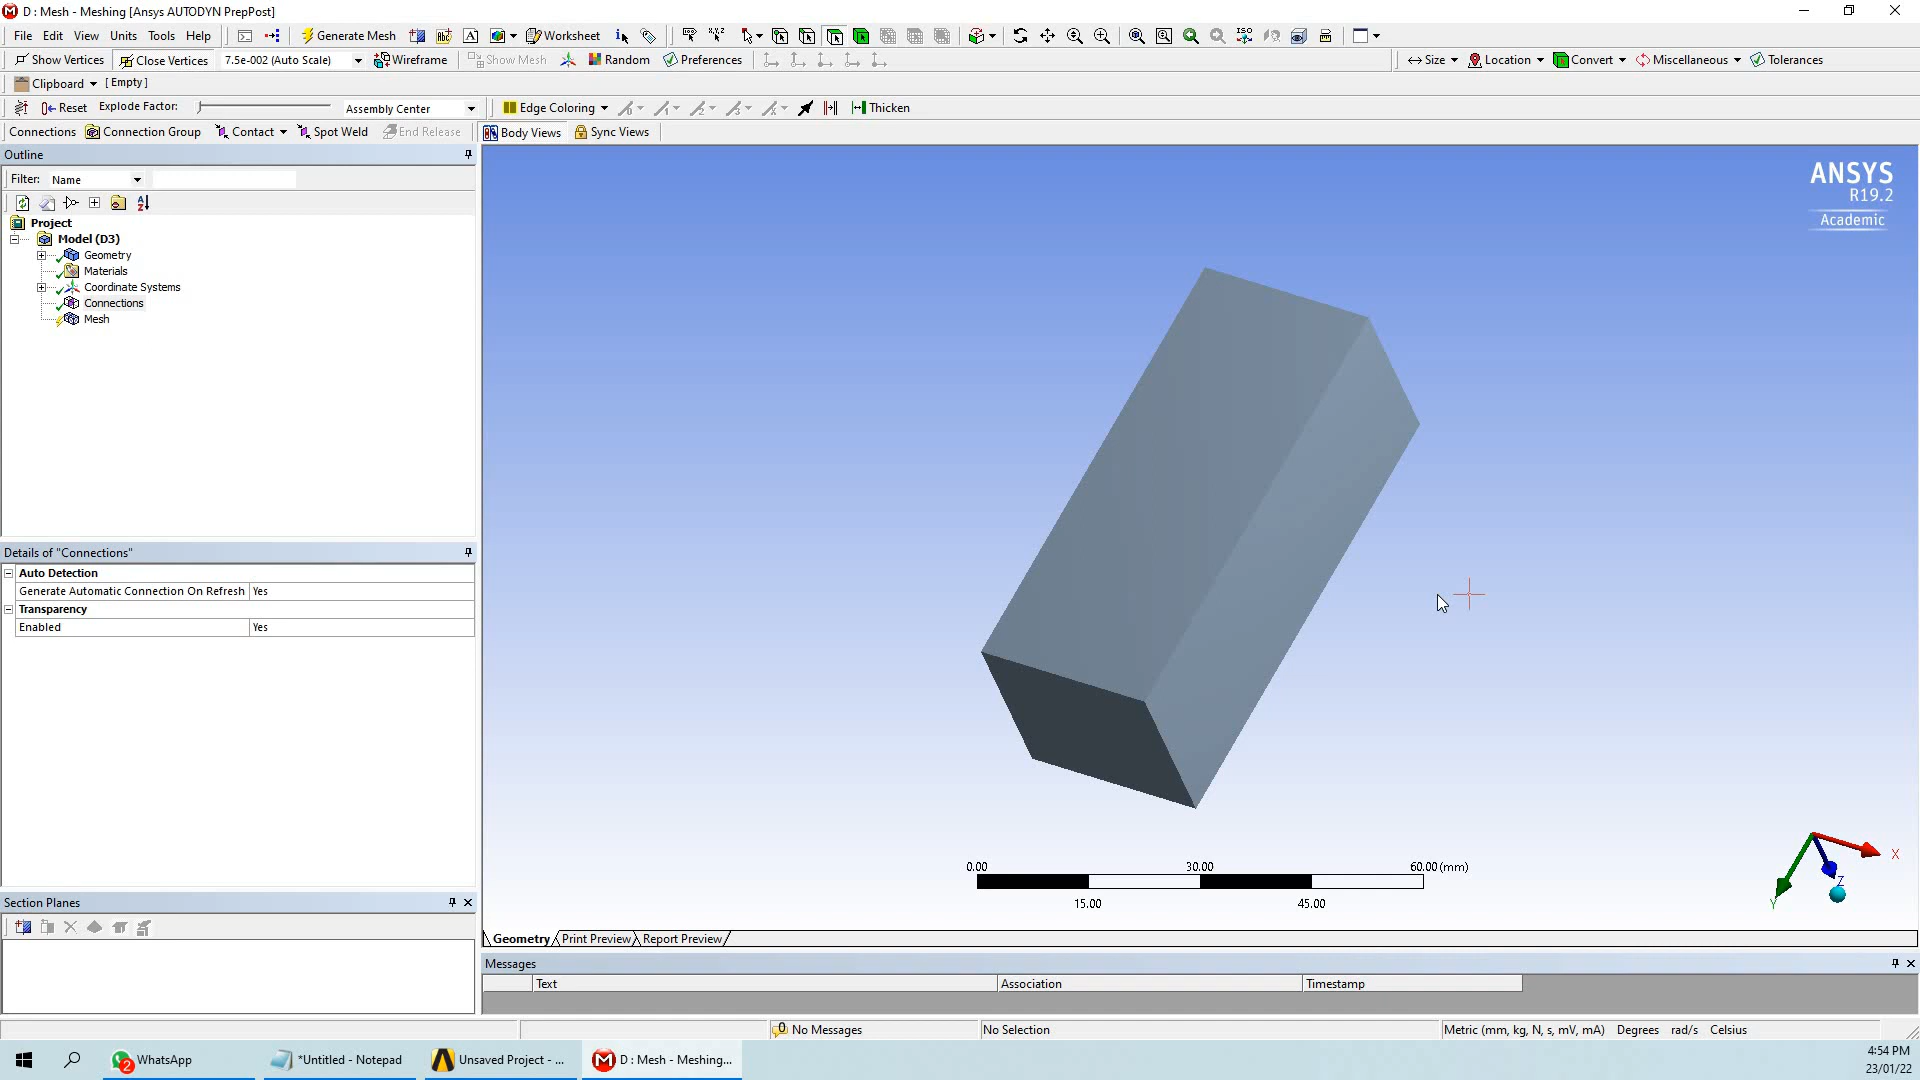 D : Mesh - Meshing [Ansys AUTODYN PrepPost]
File Edit View Units Tools Help Generate Mesh Worksheet
Show Vertices Close Vertices 7.5e-002 (Auto Scale) Wireframe Show Mesh Random Preferences Size Location Convert Miscellaneous Tolerances
Clipboard [ Empty ]
Reset Explode Factor: Assembly Center Edge Coloring Thicken
Connections Connection Group Contact Spot Weld End Release Body Views Sync Views
Outline
Filter: Name
Project
Model (D3)
Geometry
Materials
Coordinate Systems
Connections
Mesh
Details of "Connections"
Auto Detection
Generate Automatic Connection On Refresh Yes
Transparency
Enabled Yes
Section Planes
ANSYS
R19.2
Academic
0.00 30.00 60.00 (mm)
15.00 45.00
X
Y
Z
Geometry Print Preview Report Preview
Messages
Text Association Timestamp
0 No Messages No Selection Metric (mm, kg, N, s, mV, mA) Degrees rad/s Celsius
2 WhatsApp *Untitled - Notepad Unsaved Project - ... D : Mesh - Meshing...
4:54 PM
23/01/22